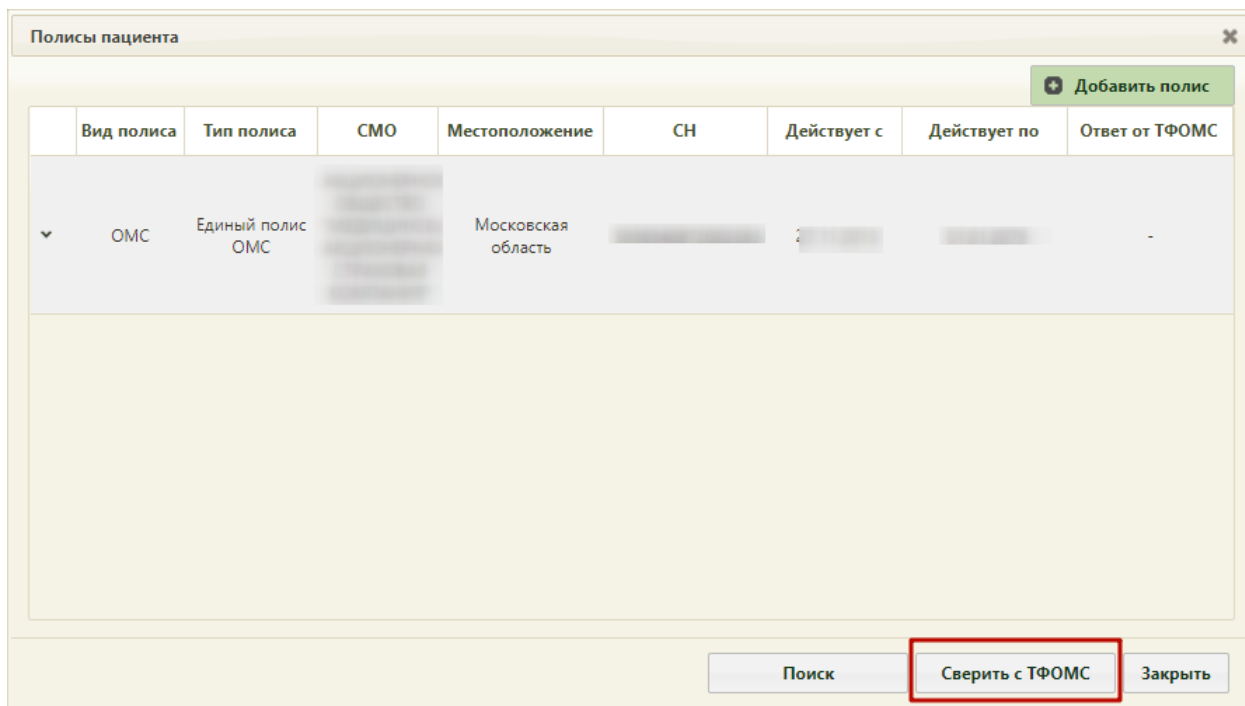 Полисы пациента
Добавить полис
Вид полиса Тип полиса СМО Местоположение СН Действует с Действует по Ответ от ТФОМС
ОМС Единый полис ОМС Московская область -
Поиск Сверить с ТФОМС Закрыть